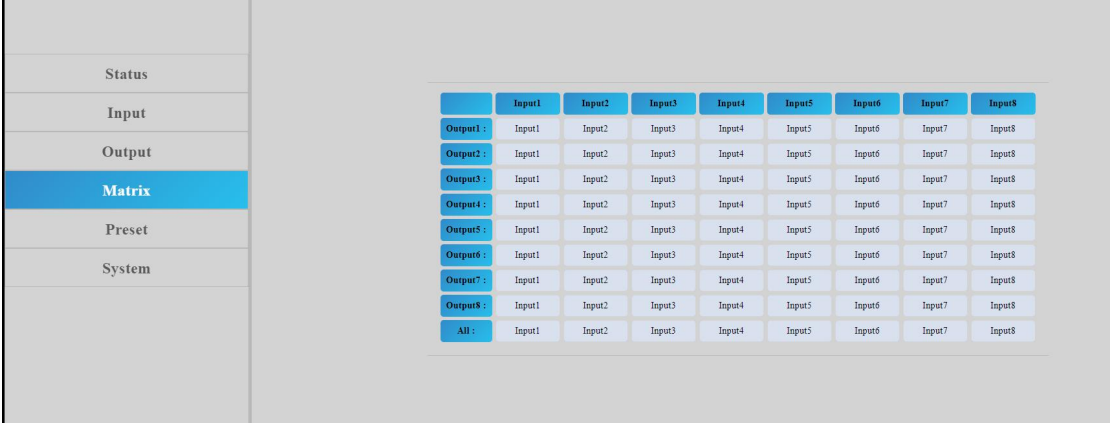 Status
Input
Output
Matrix
Preset
System
Input1 Input2 Input3 Input4 Input5 Input6 Input7 Input8
Output1 : Input1 Input2 Input3 Input4 Input5 Input6 Input7 Input8
Output2 : Input1 Input2 Input3 Input4 Input5 Input6 Input7 Input8
Output3 : Input1 Input2 Input3 Input4 Input5 Input6 Input7 Input8
Output4 : Input1 Input2 Input3 Input4 Input5 Input6 Input7 Input8
Output5 : Input1 Input2 Input3 Input4 Input5 Input6 Input7 Input8
Output6 : Input1 Input2 Input3 Input4 Input5 Input6 Input7 Input8
Output7 : Input1 Input2 Input3 Input4 Input5 Input6 Input7 Input8
Output8 : Input1 Input2 Input3 Input4 Input5 Input6 Input7 Input8
All : Input1 Input2 Input3 Input4 Input5 Input6 Input7 Input8